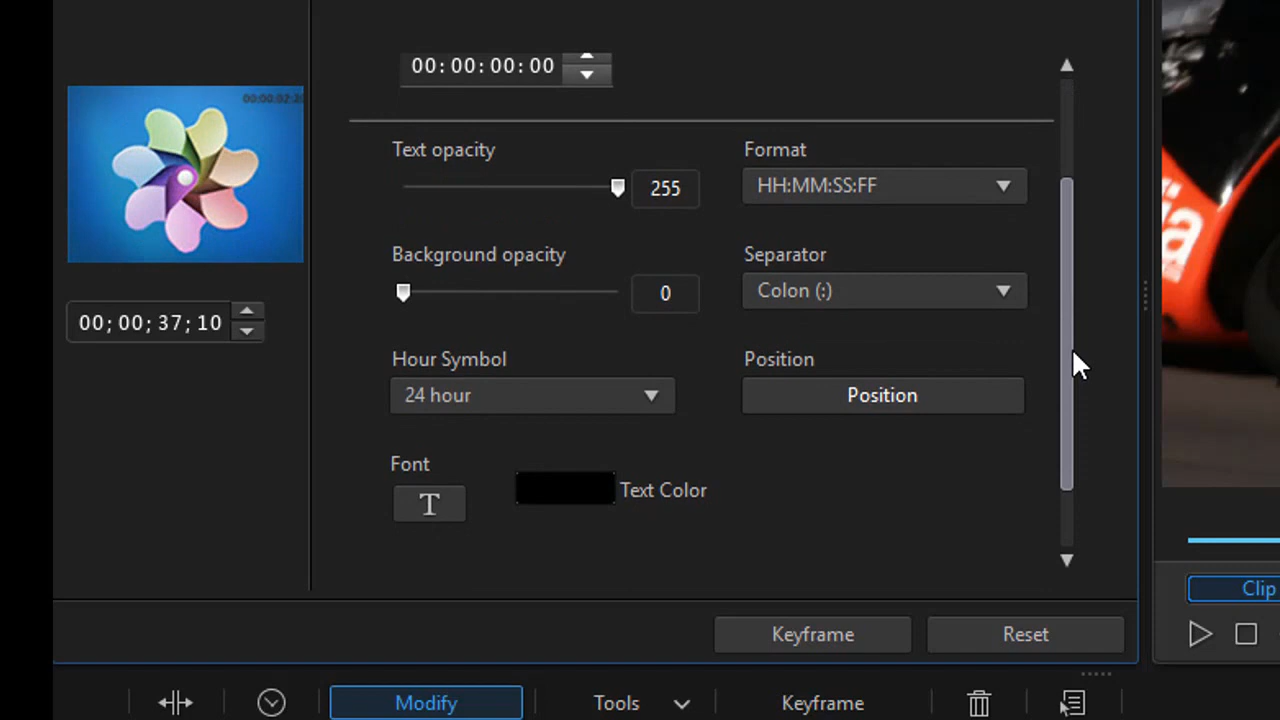 00:00:00:00
Text opacity
Format
255
HH:MM:SS:FF
Background opacity
Separator
0
Colon (:)
00;00;37;10
Hour Symbol
Position
24 hour
Position
Font
T
Text Color
Clip
Keyframe
Reset
Modify
Tools
Keyframe